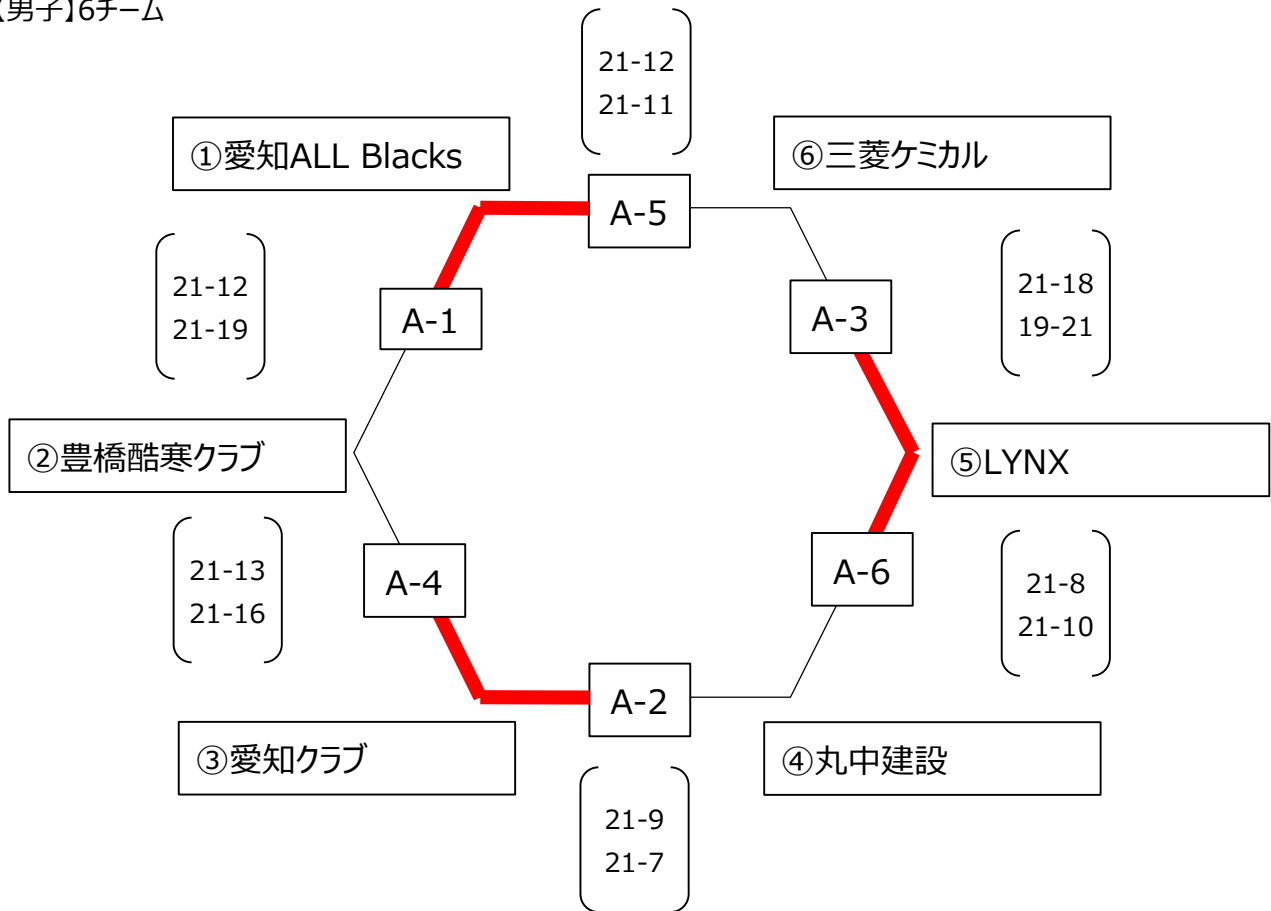 【男子】6チーム
21-12
21-11
①愛知ALL Blacks
⑥三菱ケミカル
A-5
21-12
21-19
A-1
A-3
21-18
19-21
②豊橋酷寒クラブ
⑤LYNX
21-13
21-16
A-4
A-6
21-8
21-10
A-2
③愛知クラブ
④丸中建設
21-9
21-7